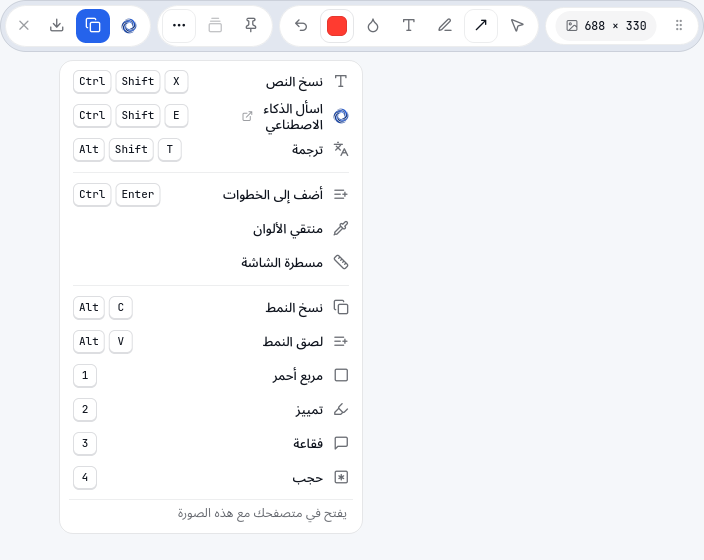 688 × 330
T
نسخ النص
Ctrl Shift X
اسأل الذكاء
الاصطناعي
Ctrl Shift E
ترجمة
Alt Shift T
أضف إلى الخطوات
Ctrl Enter
منتقي الألوان
مسطرة الشاشة
نسخ النمط
Alt C
لصق النمط
Alt V
مربع أحمر
1
تمييز
2
فقاعة
3
حجب
4
يفتح في متصفحك مع هذه الصورة